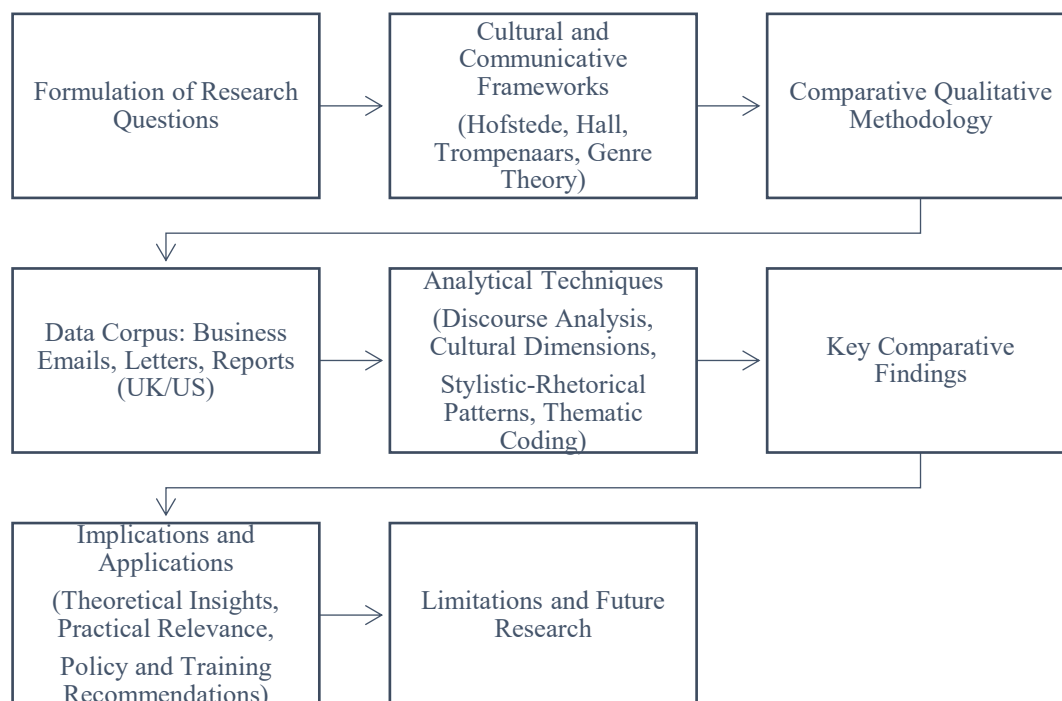 Formulation of Research
Questions
Cultural and
Communicative
Frameworks
(Hofstede, Hall,
Trompenaars, Genre
Theory)
Comparative Qualitative
Methodology
Data Corpus: Business
Emails, Letters, Reports
(UK/US)
Analytical Techniques
(Discourse Analysis,
Cultural Dimensions,
Stylistic-Rhetorical
Patterns, Thematic
Coding)
Key Comparative
Findings
Implications and
Applications
(Theoretical Insights,
Practical Relevance,
Policy and Training
Recommendations)
Limitations and Future
Research